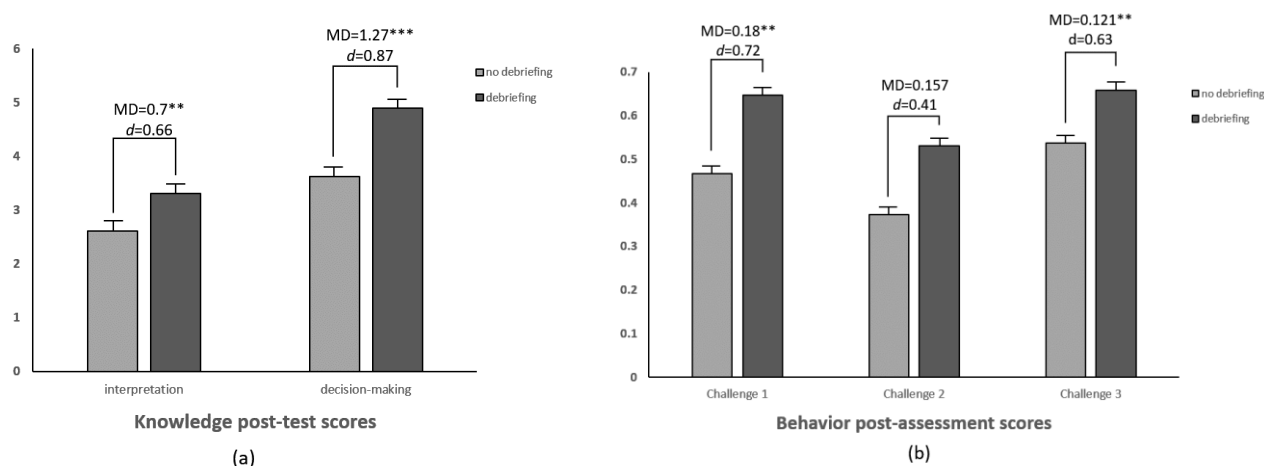 MD=1.27***
d=0.87
6
no debriefing
debriefing
5
MD=0.7**
d=0.66
4
3
2
1
0
interpretation
decision-making
Knowledge post-test scores
(a)
MD=0.18**
d=0.72
MD=0.121**
d=0.63
0.7
no debriefing
debriefing
MD=0.157
d=0.41
0.6
0.5
0.4
0.3
0.2
0.1
0
Challenge 1
Challenge 2
Challenge 3
Behavior post-assessment scores
(b)